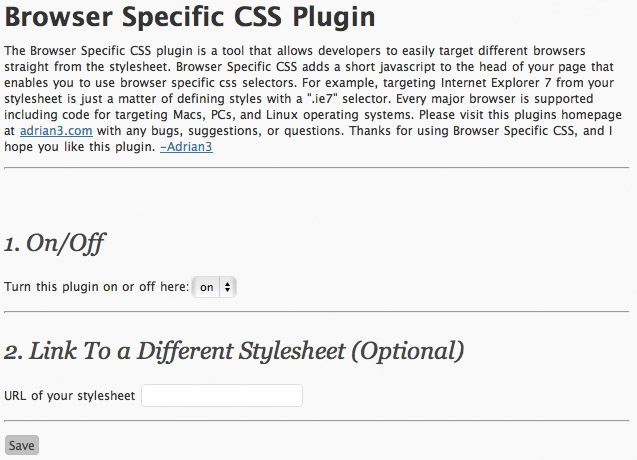 Browser Specific CSS Plugin
The Browser Specific CSS plugin is a tool that allows developers to easily target different browsers
straight from the stylesheet. Browser Specific CSS adds a short javascript to the head of your page that
enables you to use browser specific css selectors. For example, targeting Internet Explorer 7 from your
stylesheet is just a matter of defining styles with a ".ie7" selector. Every major browser is supported
including code for targeting Macs, PCs, and Linux operating systems. Please visit this plugins homepage
at adrian3.com with any bugs, suggestions, or questions. Thanks for using Browser Specific CSS, and I
hope you like this plugin. -Adrian3
1. On/Off
Turn this plugin on or off here: on
2. Link To a Different Stylesheet (Optional)
URL of your stylesheet
Save